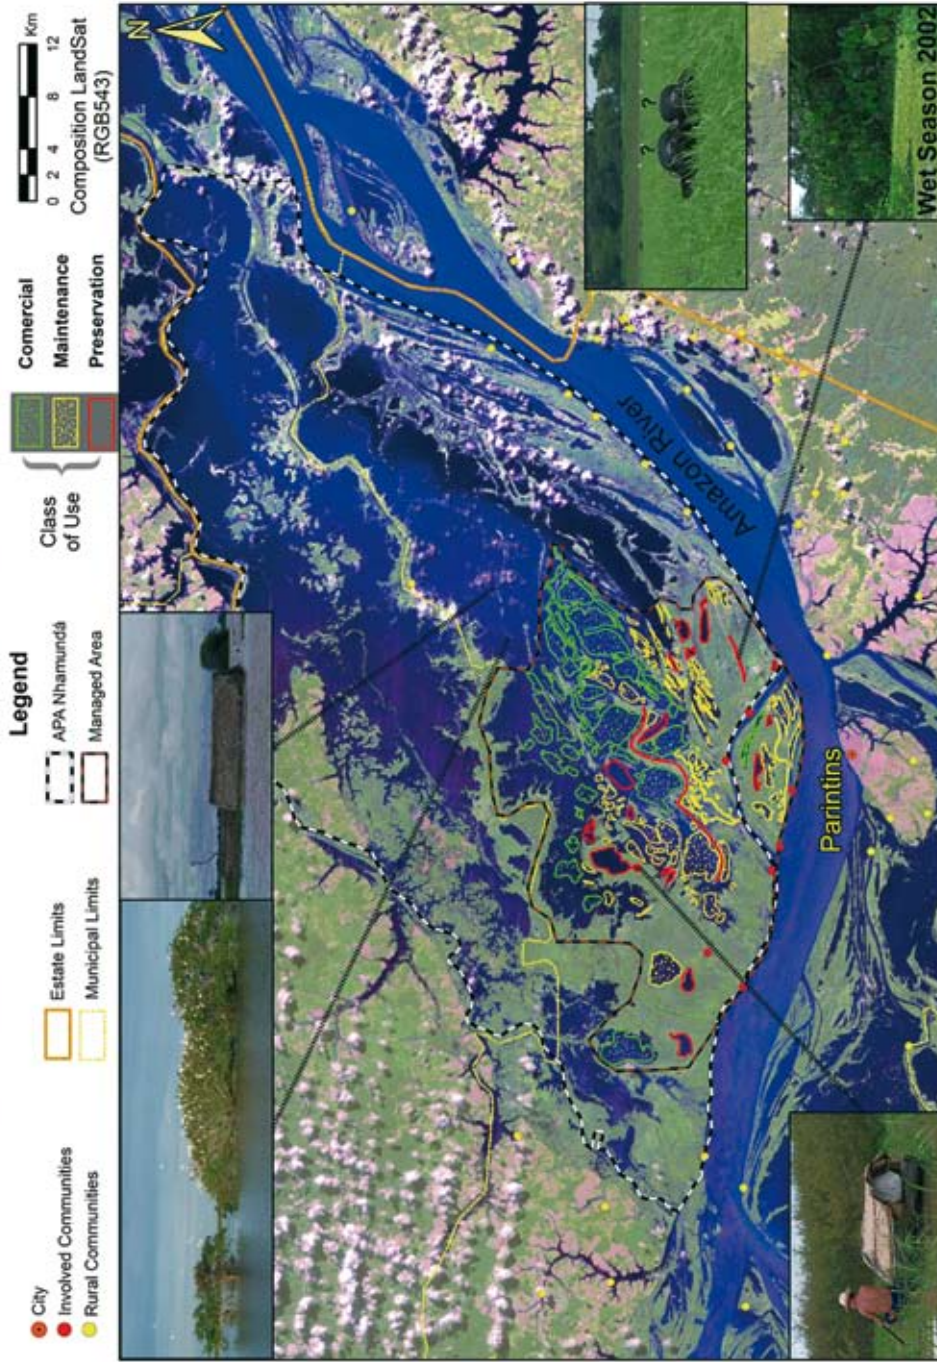 Legend
City
Involved Communities
Rural Communities
Estate Limits
Municipal Limits
APA Nhamundá
Managed Area
Class
of Use
Comercial
Maintenance
Preservation
0 2 4 8 12 Km
Composition LandSat
(RGB543)
N
? ?
Amazon River
Parintins
Wet Season 2002